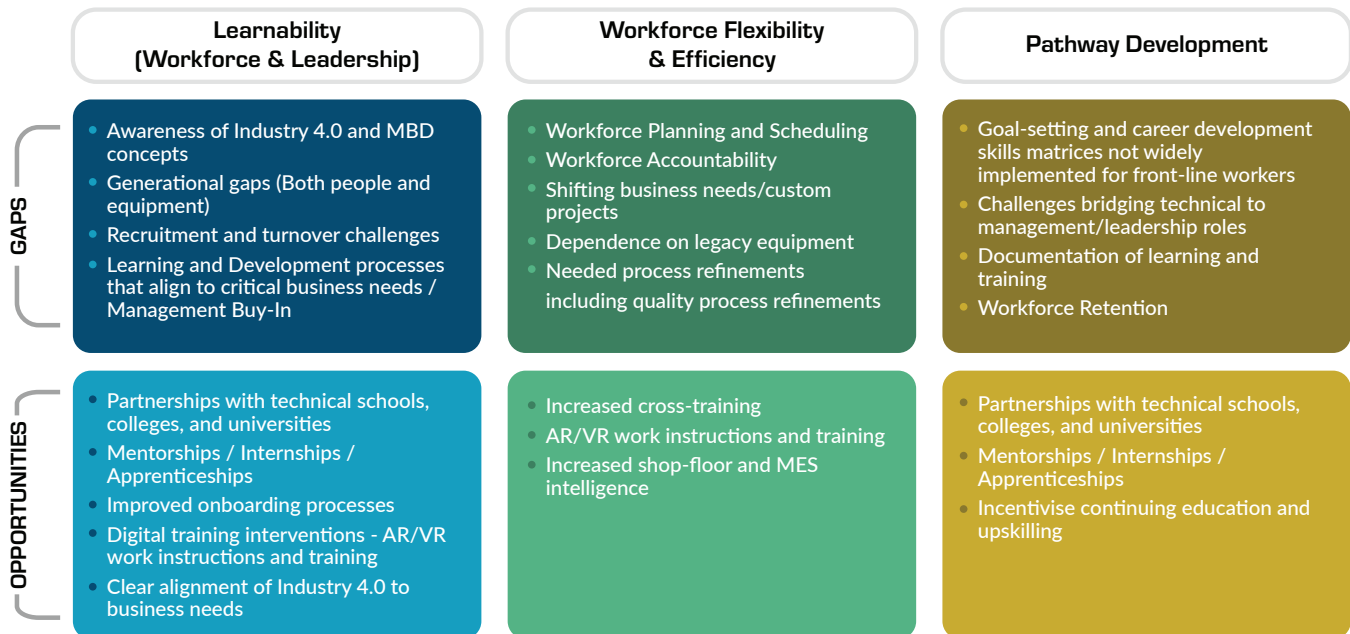 Learnability
(Workforce & Leadership)
Workforce Flexibility
& Efficiency
Pathway Development
GAPS
Awareness of Industry 4.0 and MBD
concepts
Generational gaps (Both people and
equipment)
Recruitment and turnover challenges
Learning and Development processes
that align to critical business needs /
Management Buy-In
Workforce Planning and Scheduling
Workforce Accountability
Shifting business needs/custom
projects
Dependence on legacy equipment
Needed process refinements
including quality process refinements
Goal-setting and career development
skills matrices not widely
implemented for front-line workers
Challenges bridging technical to
management/leadership roles
Documentation of learning and
training
Workforce Retention
OPPORTUNITIES
Partnerships with technical schools,
colleges, and universities
Mentorships / Internships /
Apprenticeships
Improved onboarding processes
Digital training interventions - AR/VR
work instructions and training
Clear alignment of Industry 4.0 to
business needs
Increased cross-training
AR/VR work instructions and training
Increased shop-floor and MES
intelligence
Partnerships with technical schools,
colleges, and universities
Mentorships / Internships /
Apprenticeships
Incentivise continuing education and
upskilling